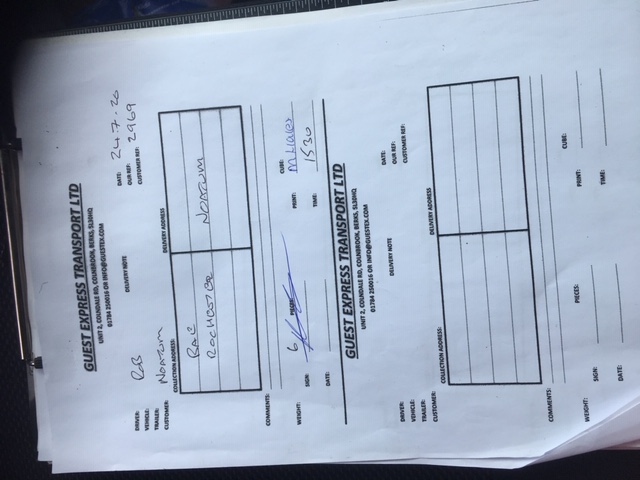 GUEST EXPRESS TRANSPORT LTD
UNIT 2, COLNDALE RD, COLNBROOK, BERKS, SL30HQ
01784 250016 OR INFO@GUESTEX.COM
DELIVERY NOTE
DATE: 24.7.20
DRIVER: ROB
OUR REF: 2969
VEHICLE:
CUSTOMER REF:
TRAILER:
CUSTOMER: NOATUM
COLLECTION ADDRESS: DELIVERY ADDRESS
ROCHESTER NOATUM
COMMENTS:
WEIGHT: 6 PIECES: CUBE:
SIGN: PRINT:
DATE: TIME: 1530
GUEST EXPRESS TRANSPORT LTD
UNIT 2, COLNDALE RD, COLNBROOK, BERKS, SL30HQ
01784 250016 OR INFO@GUESTEX.COM
DELIVERY NOTE
DATE:
DRIVER:
OUR REF:
VEHICLE:
CUSTOMER REF:
TRAILER:
CUSTOMER:
COLLECTION ADDRESS: DELIVERY ADDRESS
COMMENTS:
WEIGHT: PIECES: CUBE:
SIGN: PRINT:
DATE: TIME: